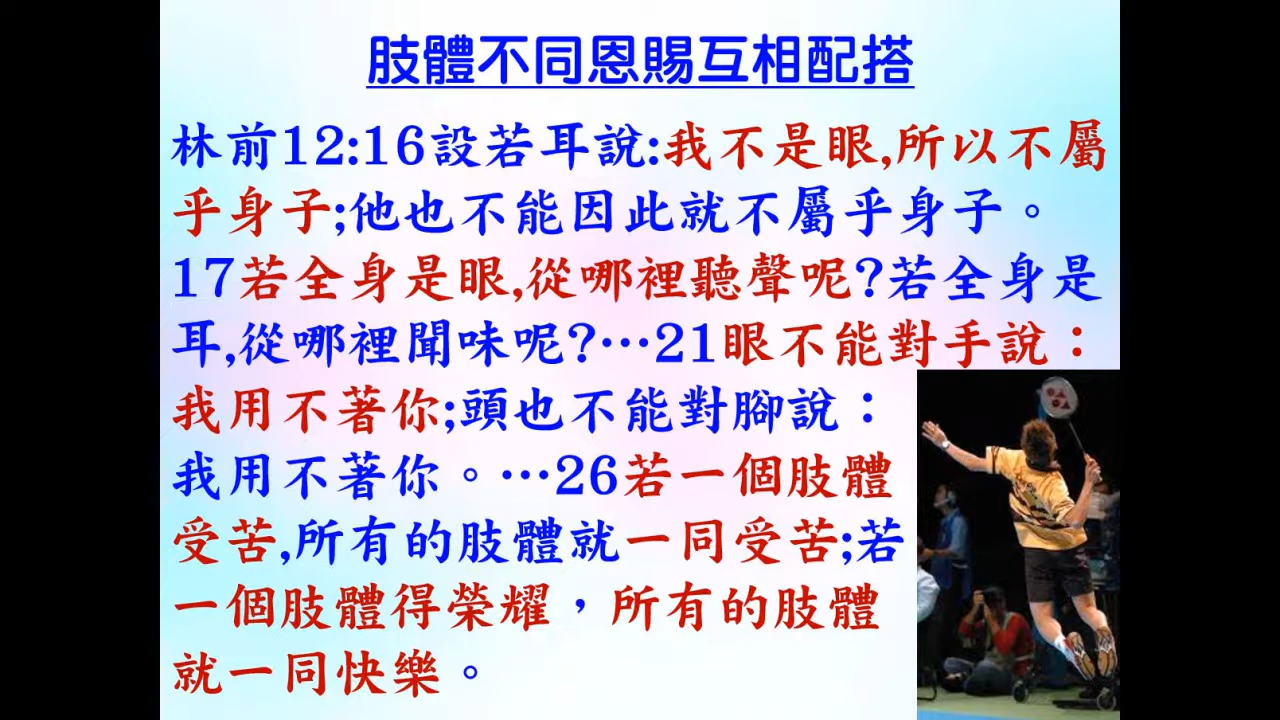 肢體不同恩賜互相配搭
林前12:16設若耳說:我不是眼,所以不屬
乎身子;他也不能因此就不屬乎身子。
17若全身是眼,從哪裡聽聲呢?若全身是
耳,從哪裡聞味呢?…21眼不能對手說：
我用不著你;頭也不能對腳說：
我用不著你。…26若一個肢體
受苦,所有的肢體就一同受苦;若
一個肢體得榮耀，所有的肢體
就一同快樂。